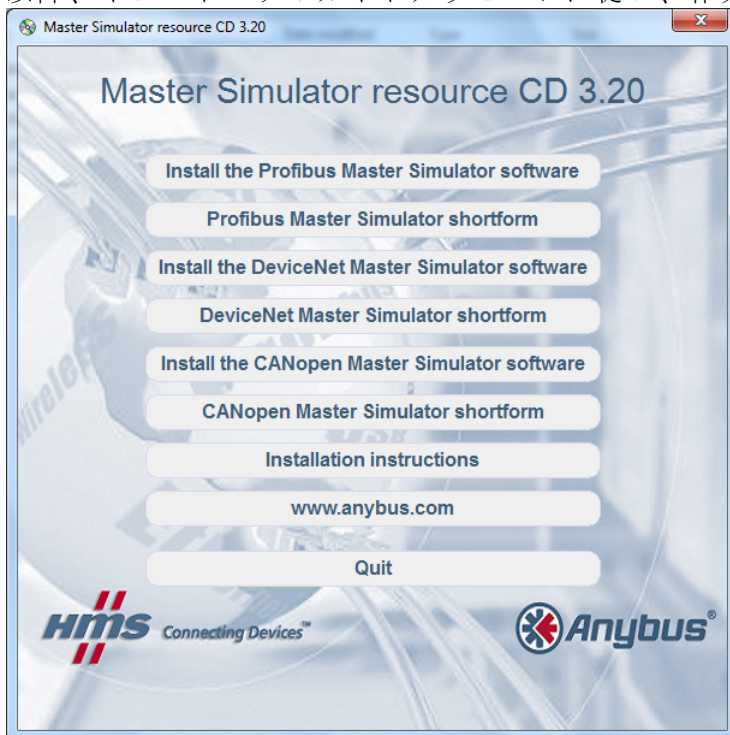 Master Simulator resource CD 3.20
Master Simulator resource CD 3.20
Install the Profibus Master Simulator software
Profibus Master Simulator shortform
Install the DeviceNet Master Simulator software
DeviceNet Master Simulator shortform
Install the CANopen Master Simulator software
CANopen Master Simulator shortform
Installation instructions
www.anybus.com
Quit
HMS Connecting Devices™
Anybus®